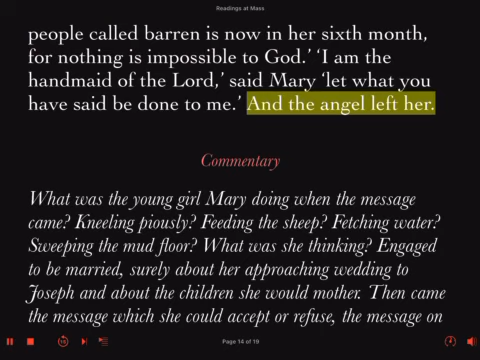 Readings at Mass
people called barren is now in her sixth month,
for nothing is impossible to God.’ ‘I am the
handmaid of the Lord,’ said Mary ‘let what you
have said be done to me.’ And the angel left her.
Commentary
What was the young girl Mary doing when the message
came? Kneeling piously? Feeding the sheep? Fetching water?
Sweeping the mud floor? What was she thinking? Engaged
to be married, surely about her approaching wedding to
Joseph and about the children she would mother. Then came
the message which she could accept or refuse, the message on
15
Page 14 of 19